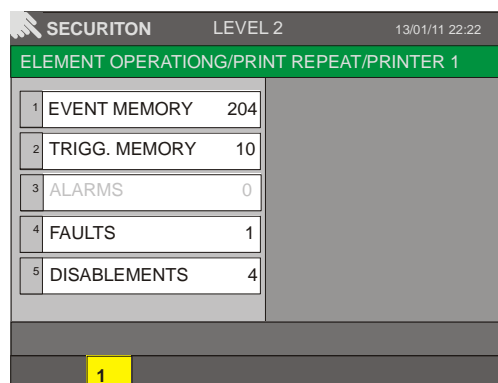 SECURITON LEVEL 2 13/01/11 22:22
ELEMENT OPERATIONG/PRINT REPEAT/PRINTER 1
1 EVENT MEMORY 204
2 TRIGG. MEMORY 10
3 ALARMS 0
4 FAULTS 1
5 DISABLEMENTS 4
1